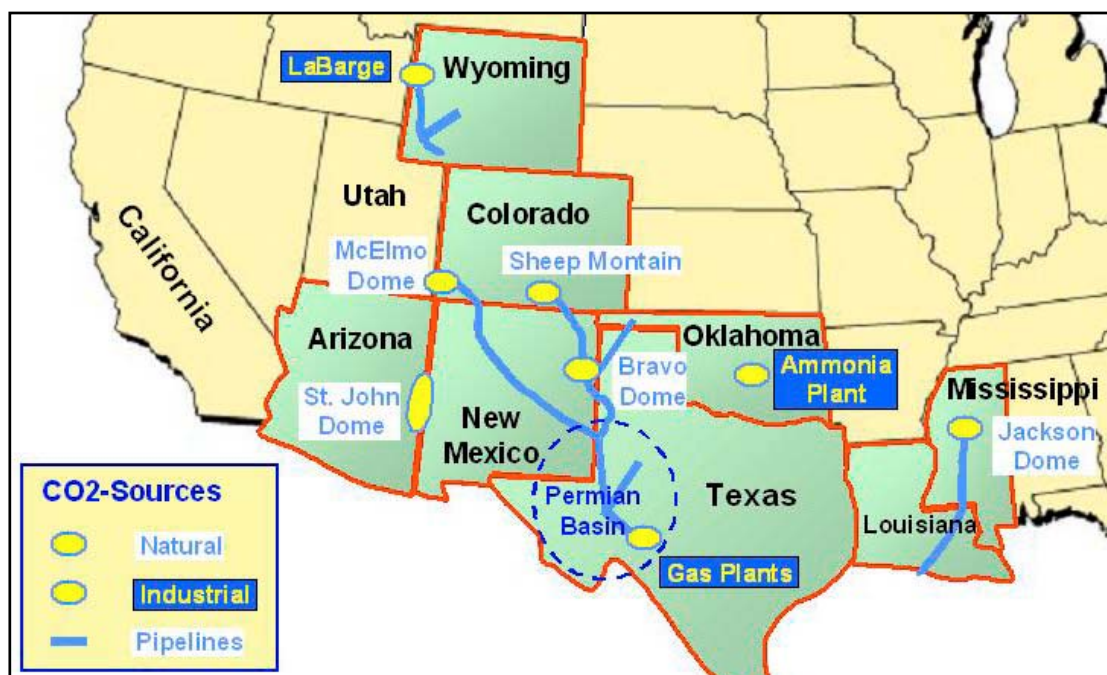 LaBarge
Wyoming
Utah
Colorado
California
McElmo
Dome
Sheep Montain
Arizona
Oklahoma
Bravo
Dome
Ammonia
Plant
St. John
Dome
New
Mexico
Mississippi
Jackson
Dome
Permian
Basin
Texas
Louisiana
Gas Plants
CO2-Sources
Natural
Industrial
Pipelines